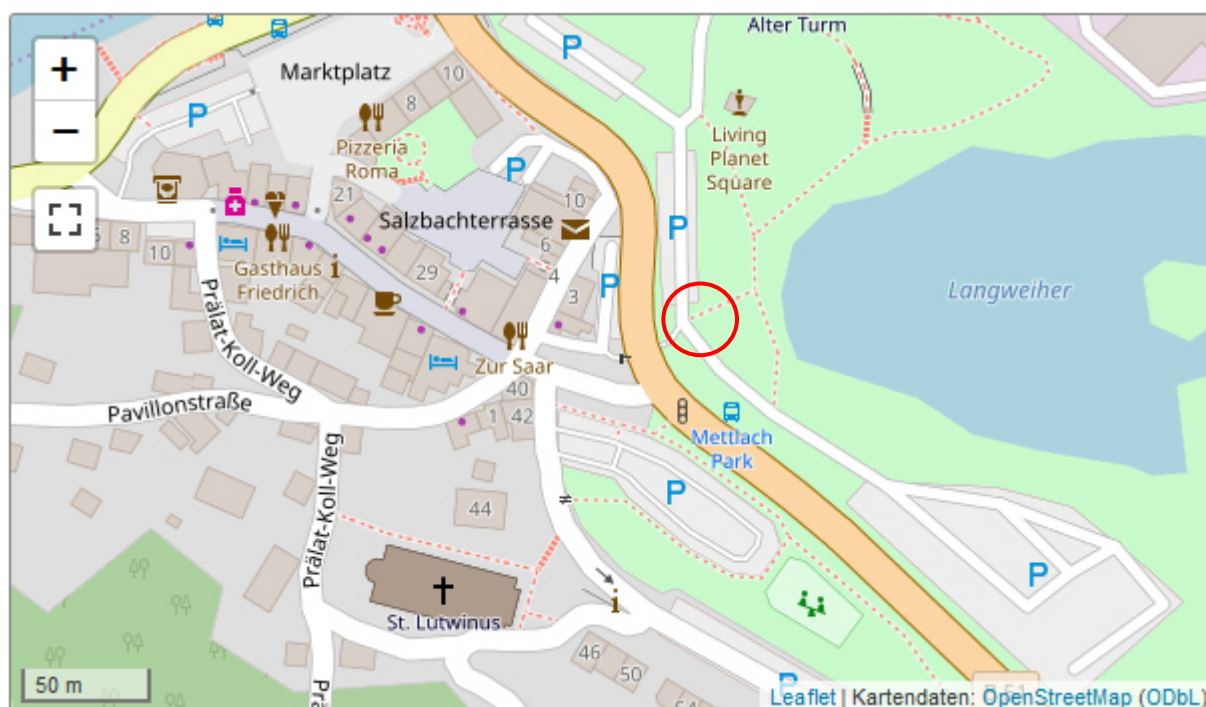 Alter Turm
+
Marktplatz
P
10
8
P
Living
Planet
Square
Pizzeria
Roma
−
P
21
10
Salzbachterrasse
P
8
10
6
Gasthaus
Friedrich
i
29
4
3
P
Langweiher
Prälat-Koll-Weg
Zur Saar
Pavillonstraße
40
1
42
Mettlach
Park
Prälat-Koll-Weg
44
P
P
St. Lutwinus
i
46
50
P
50 m
Leaflet | Kartendaten: OpenStreetMap (ODbL)